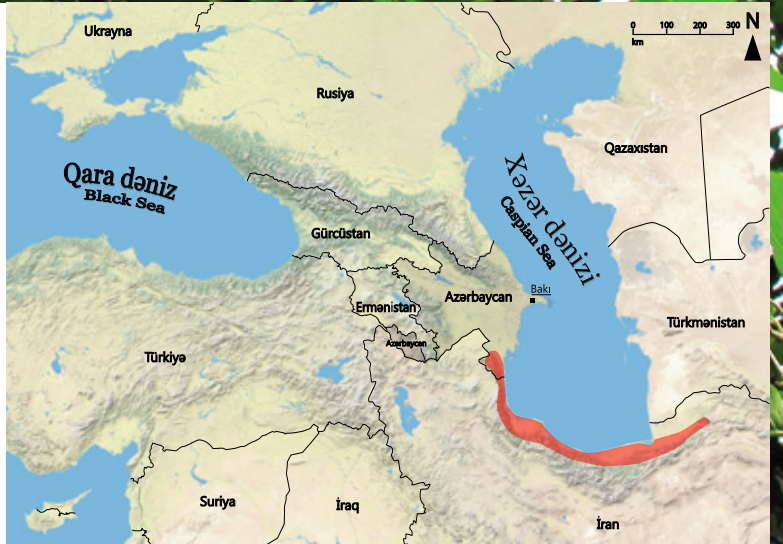 Ukrayna
0 100 200 300 N
km
Rusiya
Qazaxıstan
Qara dəniz
Black Sea
Xəzər dənizi
Caspian Sea
Gürcüstan
Bakı
Azərbaycan
Ermənistan
Azərbaycan
Türkmənistan
Türkiyə
Suriya
İraq
İran